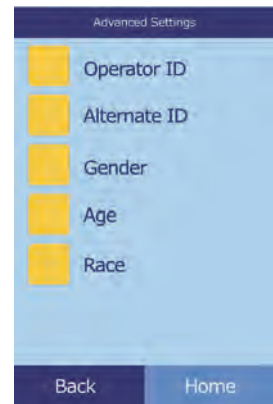 Advanced Settings
Operator ID
Alternate ID
Gender
Age
Race
Back
Home